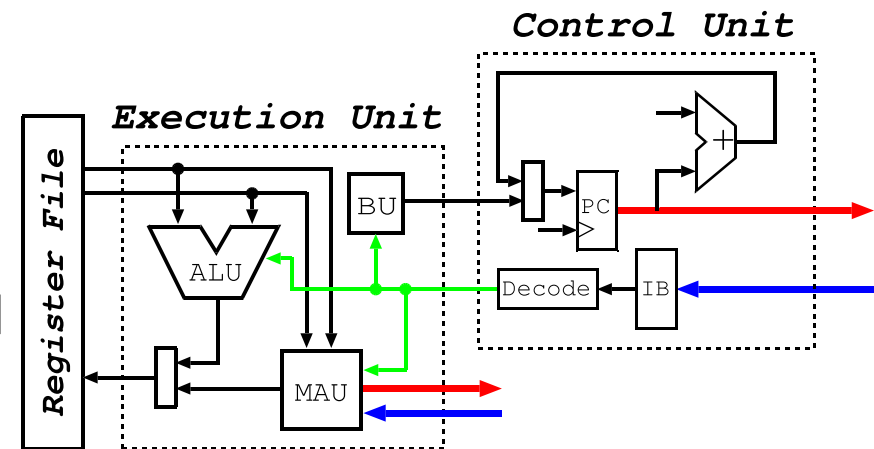 Control Unit
Execution Unit
Register File
BU
PC
+
ALU
Decode
IB
MAU